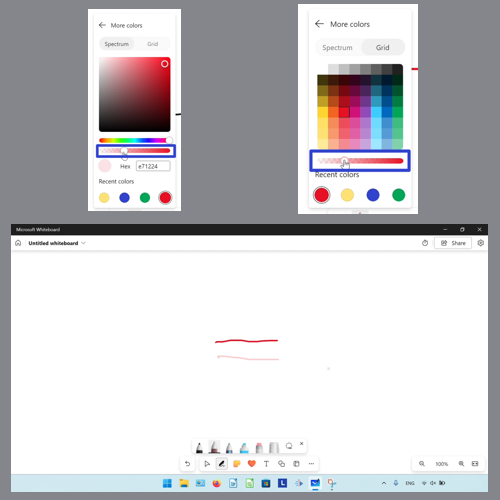 More colors
Spectrum Grid
Hex e71224
Recent colors
More colors
Spectrum Grid
Recent colors
Microsoft Whiteboard
Untitled whiteboard
Share
100%
ENG